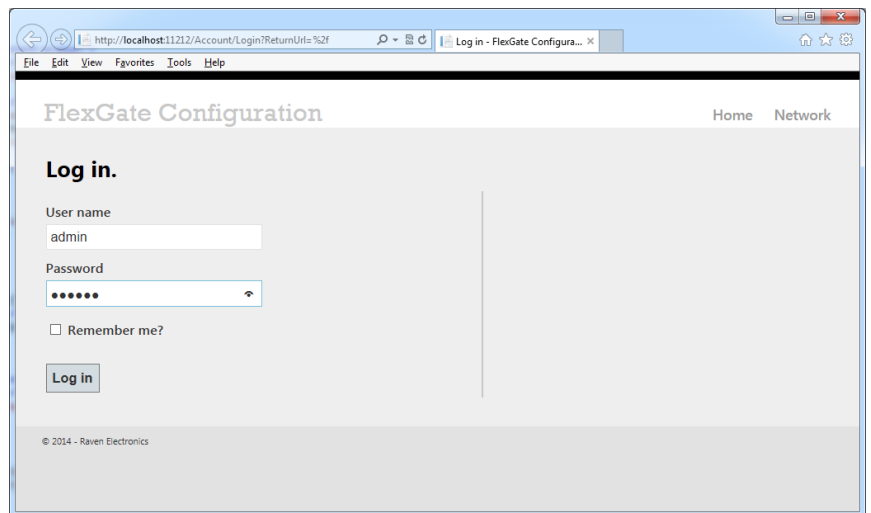 http://localhost:11212/Account/Login?ReturnUrl=%2f
Log in - FlexGate Configura...
File Edit View Favorites Tools Help
FlexGate Configuration
Home Network
Log in.
User name
admin
Password
Remember me?
Log in
© 2014 - Raven Electronics